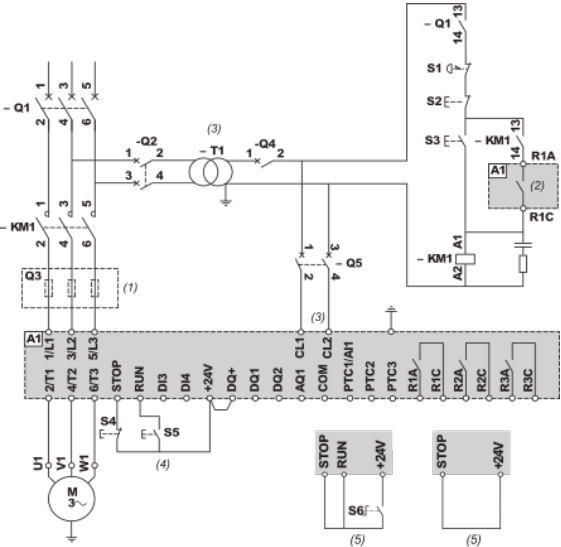 13
– Q1
14
1 3 5
S1
– Q1
S2
2 4 6
(3)
-Q2
– T1
-Q4
S3
– KM1
13
14
1 2
1 2
R1A
3 4
A1
(2)
R1C
1 3 5
– KM1
2 4 6
1 3
– Q5
2 4
A1
– KM1
A2
Q3
(1)
(3)
A1
1/L1 3/L2 5/L3 CL1 CL2
2/T1 4/T2 6/T3 STOP RUN DI3 DI4 +24V DQ+ DQ1 DQ2 AQ1 COM PTC1/AI1 PTC2 PTC3 R1A R1C R2A R2C R3A R3C
S4
S5
(4)
U1 V1 W1
M
3
STOP RUN +24V
S6
(5)
STOP +24V
(5)